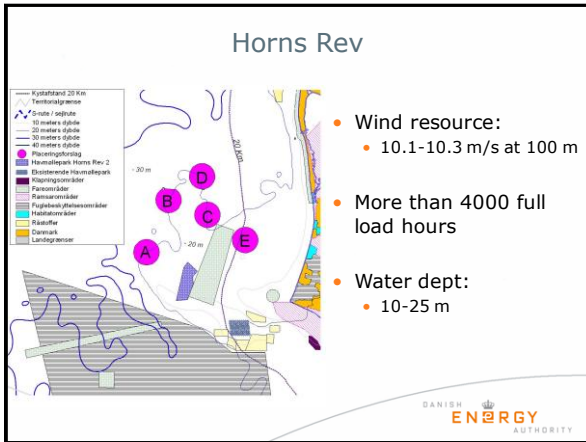 Horns Rev
Kystafstand 20 Km
Territorialgrænse
S-rute / sejlrute
10 meters dybde
20 meters dybde
30 meters dybde
40 meters dybde
Placeringsforslag
Havmøllepark Horns Rev 2
Eksisterende Havmøllepark
Klapningsområder
Fareområder
Ramsarområder
Fuglebeskyttelsesområder
Habitatområder
Råstoffer
Danmark
Landegrænser
20 Km
- 30 m
D
B
C
- 20 m
E
A
• Wind resource:
• 10.1-10.3 m/s at 100 m
• More than 4000 full
load hours
• Water dept:
• 10-25 m
DANISH
ENERGY
AUTHORITY